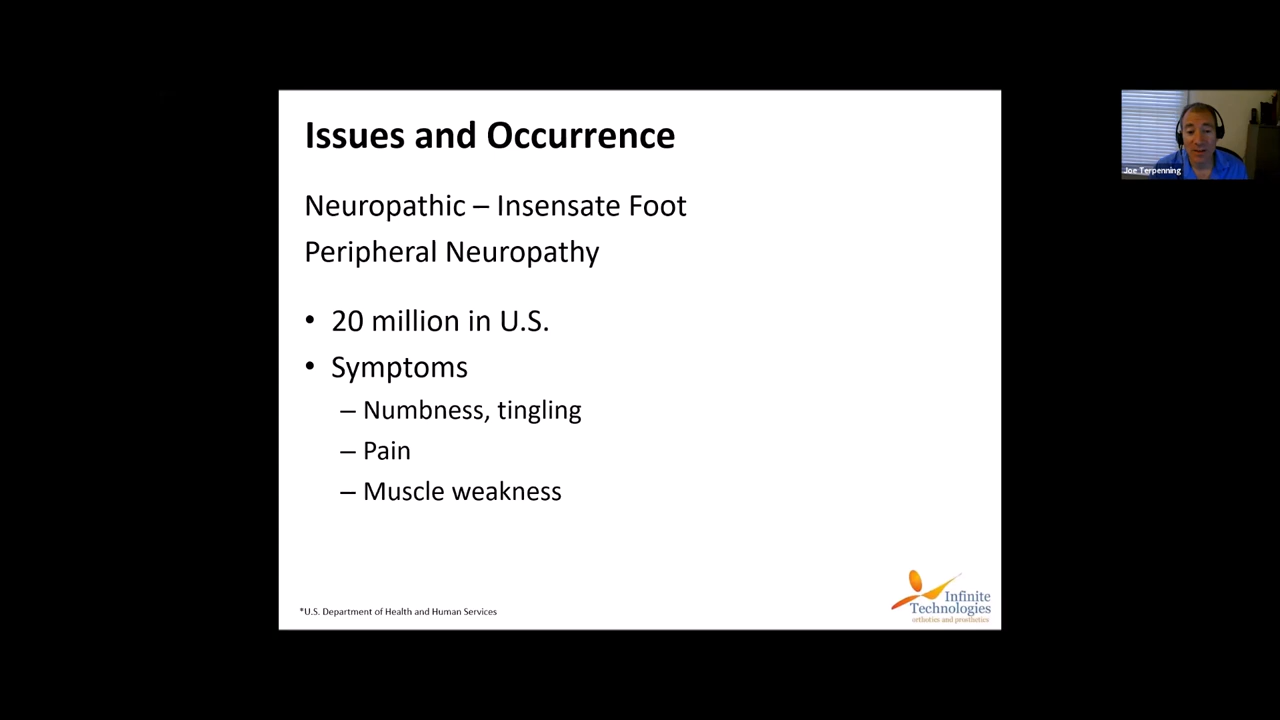 Issues and Occurrence
Neuropathic – Insensate Foot
Peripheral Neuropathy
• 20 million in U.S.
• Symptoms
– Numbness, tingling
– Pain
– Muscle weakness
*U.S. Department of Health and Human Services
Infinite
Technologies
orthotics and prosthetics
Joe Terpenning